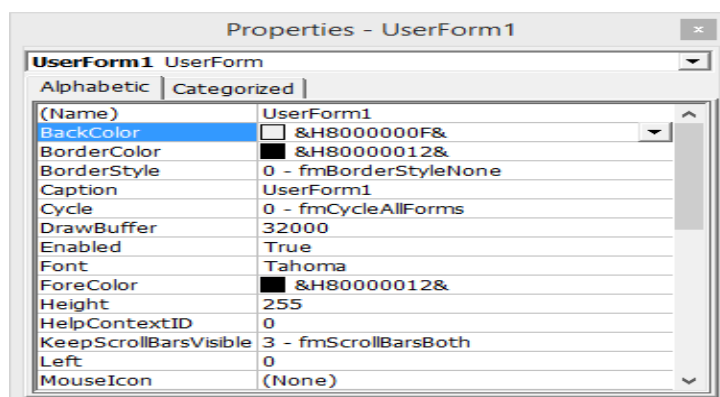 Properties - UserForm1
UserForm1 UserForm
Alphabetic Categorized
(Name) UserForm1
BackColor &H8000000F&
BorderColor &H80000012&
BorderStyle 0 - fmBorderStyleNone
Caption UserForm1
Cycle 0 - fmCycleAllForms
DrawBuffer 32000
Enabled True
Font Tahoma
ForeColor &H80000012&
Height 255
HelpContextID 0
KeepScrollBarsVisible 3 - fmScrollBarsBoth
Left 0
MouseIcon (None)